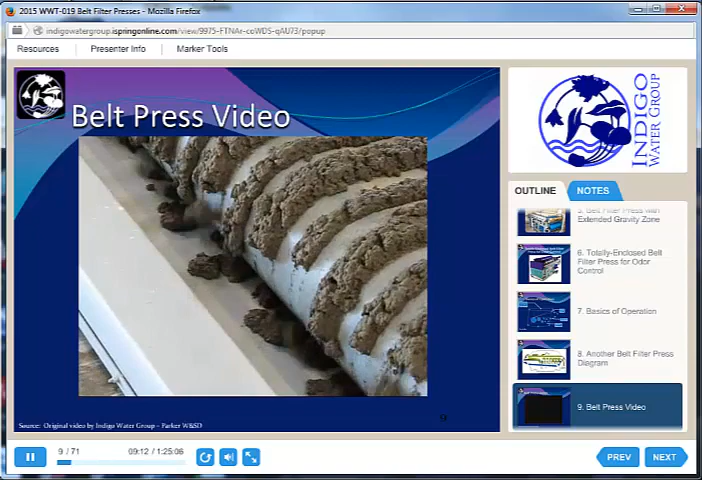 2015 WWT-019 Belt Filter Presses - Mozilla Firefox
indigowatergroup.ispringonline.com/view/9975-FTNAr-coWDS-qAU73/popup
Resources Presenter Info Marker Tools
Belt Press Video
INDIGO
WATER GROUP
OUTLINE NOTES
5. Belt Filter Press with
Extended Gravity Zone
6. Totally-Enclosed Belt
Filter Press for Odor
Control
7. Basics of Operation
8. Another Belt Filter Press
Diagram
9. Belt Press Video
Source: Original video by Indigo Water Group – Parker W&SD
9 / 71 09:12 / 1:25:06 PREV NEXT